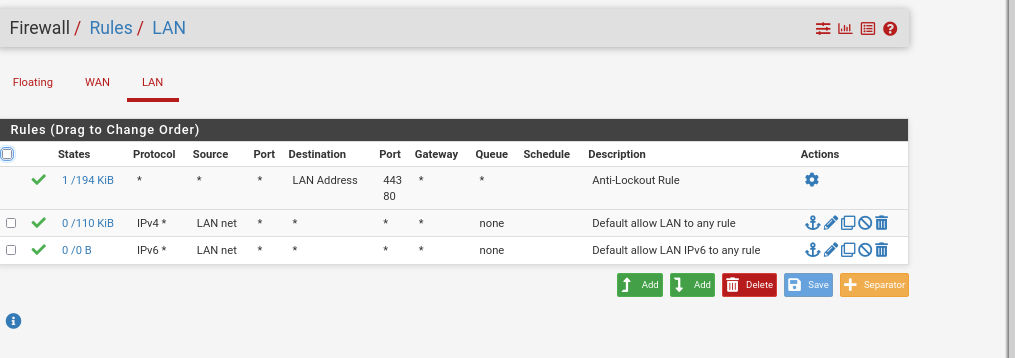 Firewall / Rules / LAN
Floating WAN LAN
Rules (Drag to Change Order)
States Protocol Source Port Destination Port Gateway Queue Schedule Description Actions
1 /194 KiB * * * LAN Address 443 * * Anti-Lockout Rule
80
0 /110 KiB IPv4 * LAN net * * * * none Default allow LAN to any rule
0 /0 B IPv6 * LAN net * * * * none Default allow LAN IPv6 to any rule
Add Add Delete Save Separator